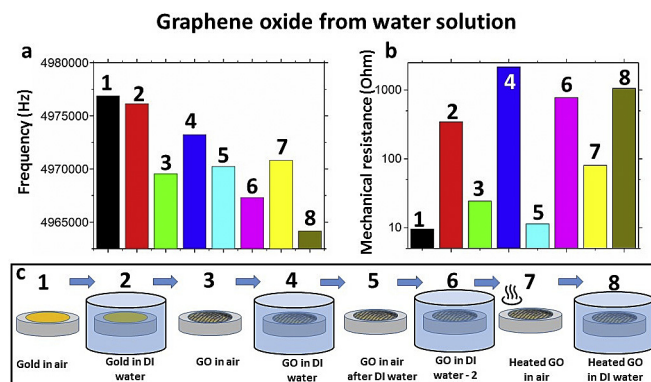 Graphene oxide from water solution
a
b
4980000
4975000
4970000
4965000
Frequency (Hz)
1
2
3
4
5
6
7
8
1000
100
10
Mechanical resistance (Ohm)
1
2
3
4
5
6
7
8
c
1
2
3
4
5
6
7
8
Gold in air
Gold in DI
water
GO in air
GO in DI
water
GO in air
after DI water
GO in DI
water - 2
Heated GO
in air
Heated GO
in DI water